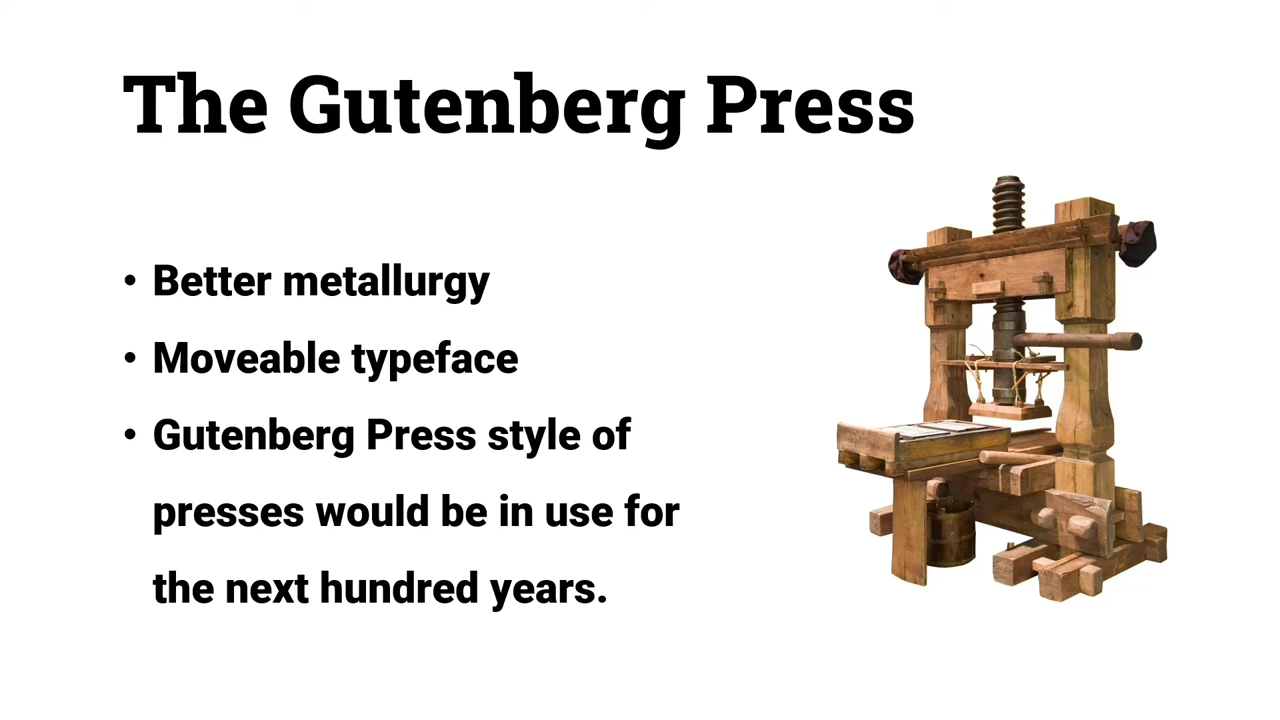 The Gutenberg Press
• Better metallurgy
• Moveable typeface
• Gutenberg Press style of
presses would be in use for
the next hundred years.